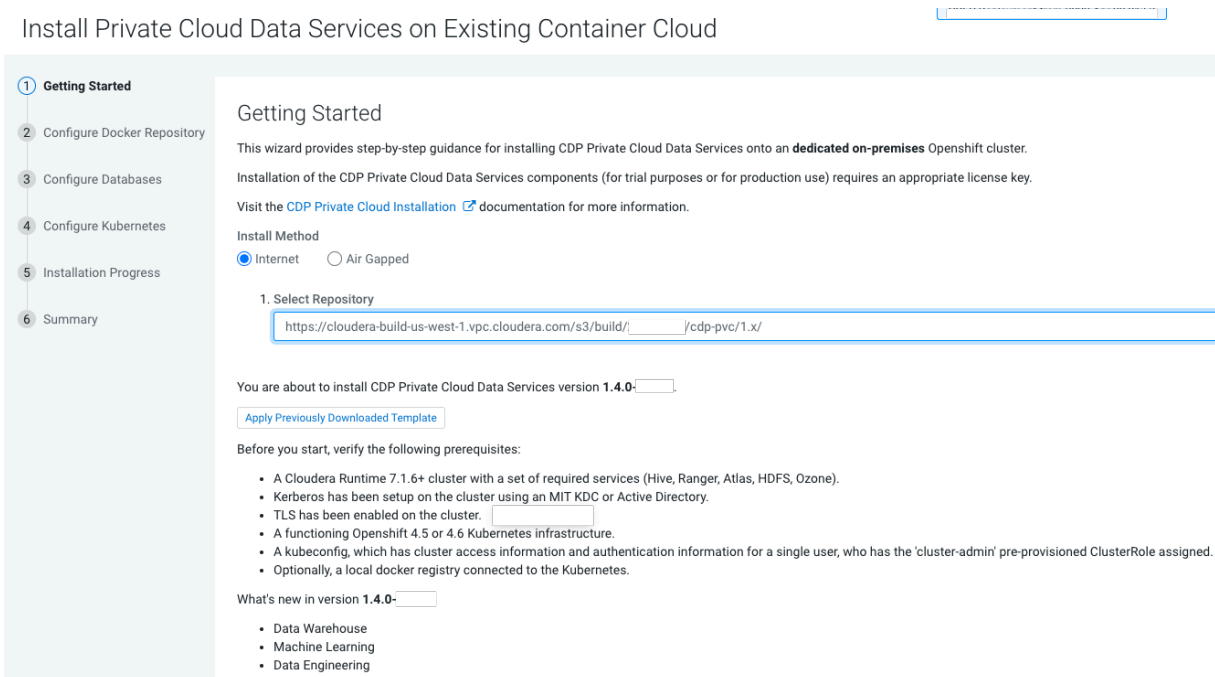 Install Private Cloud Data Services on Existing Container Cloud
1 Getting Started
2 Configure Docker Repository
3 Configure Databases
4 Configure Kubernetes
5 Installation Progress
6 Summary
Getting Started
This wizard provides step-by-step guidance for installing CDP Private Cloud Data Services onto an dedicated on-premises Openshift cluster.
Installation of the CDP Private Cloud Data Services components (for trial purposes or for production use) requires an appropriate license key.
Visit the CDP Private Cloud Installation documentation for more information.
Install Method
Internet Air Gapped
1. Select Repository
https://cloudera-build-us-west-1.vpc.cloudera.com/s3/build/ /cdp-pvc/1.x/
You are about to install CDP Private Cloud Data Services version 1.4.0- .
Apply Previously Downloaded Template
Before you start, verify the following prerequisites:
• A Cloudera Runtime 7.1.6+ cluster with a set of required services (Hive, Ranger, Atlas, HDFS, Ozone).
• Kerberos has been setup on the cluster using an MIT KDC or Active Directory.
• TLS has been enabled on the cluster.
• A functioning Openshift 4.5 or 4.6 Kubernetes infrastructure.
• A kubeconfig, which has cluster access information and authentication information for a single user, who has the 'cluster-admin' pre-provisioned ClusterRole assigned.
• Optionally, a local docker registry connected to the Kubernetes.
What's new in version 1.4.0-
• Data Warehouse
• Machine Learning
• Data Engineering